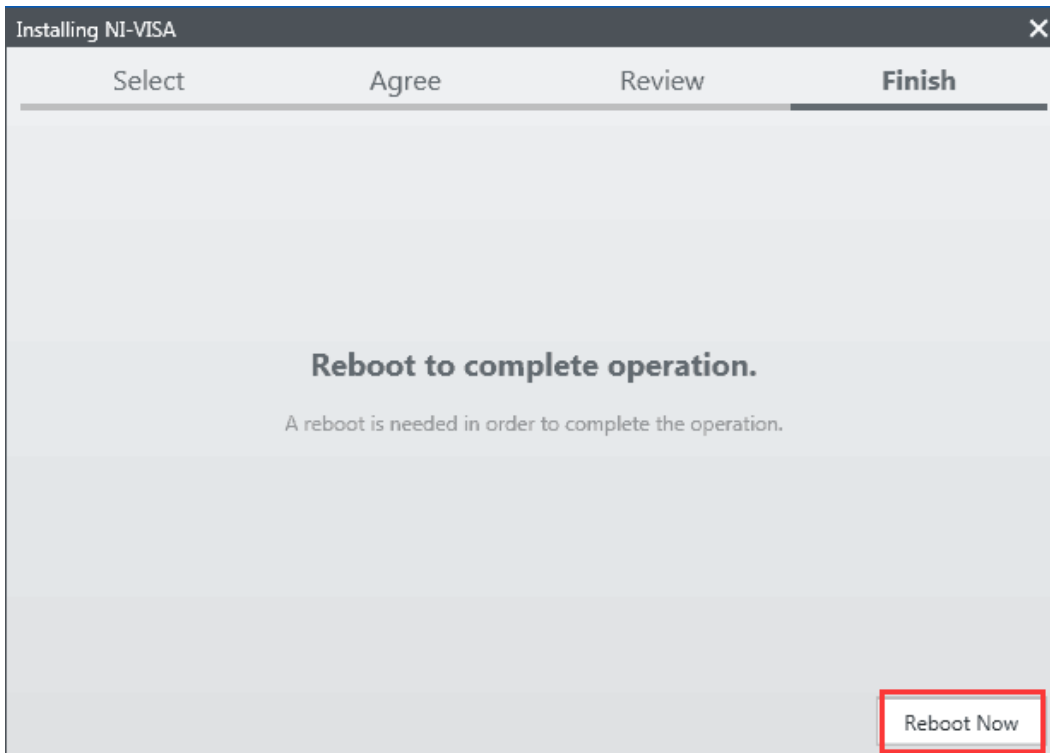 Installing NI-VISA
Select Agree Review Finish
Reboot to complete operation.
A reboot is needed in order to complete the operation.
Reboot Now